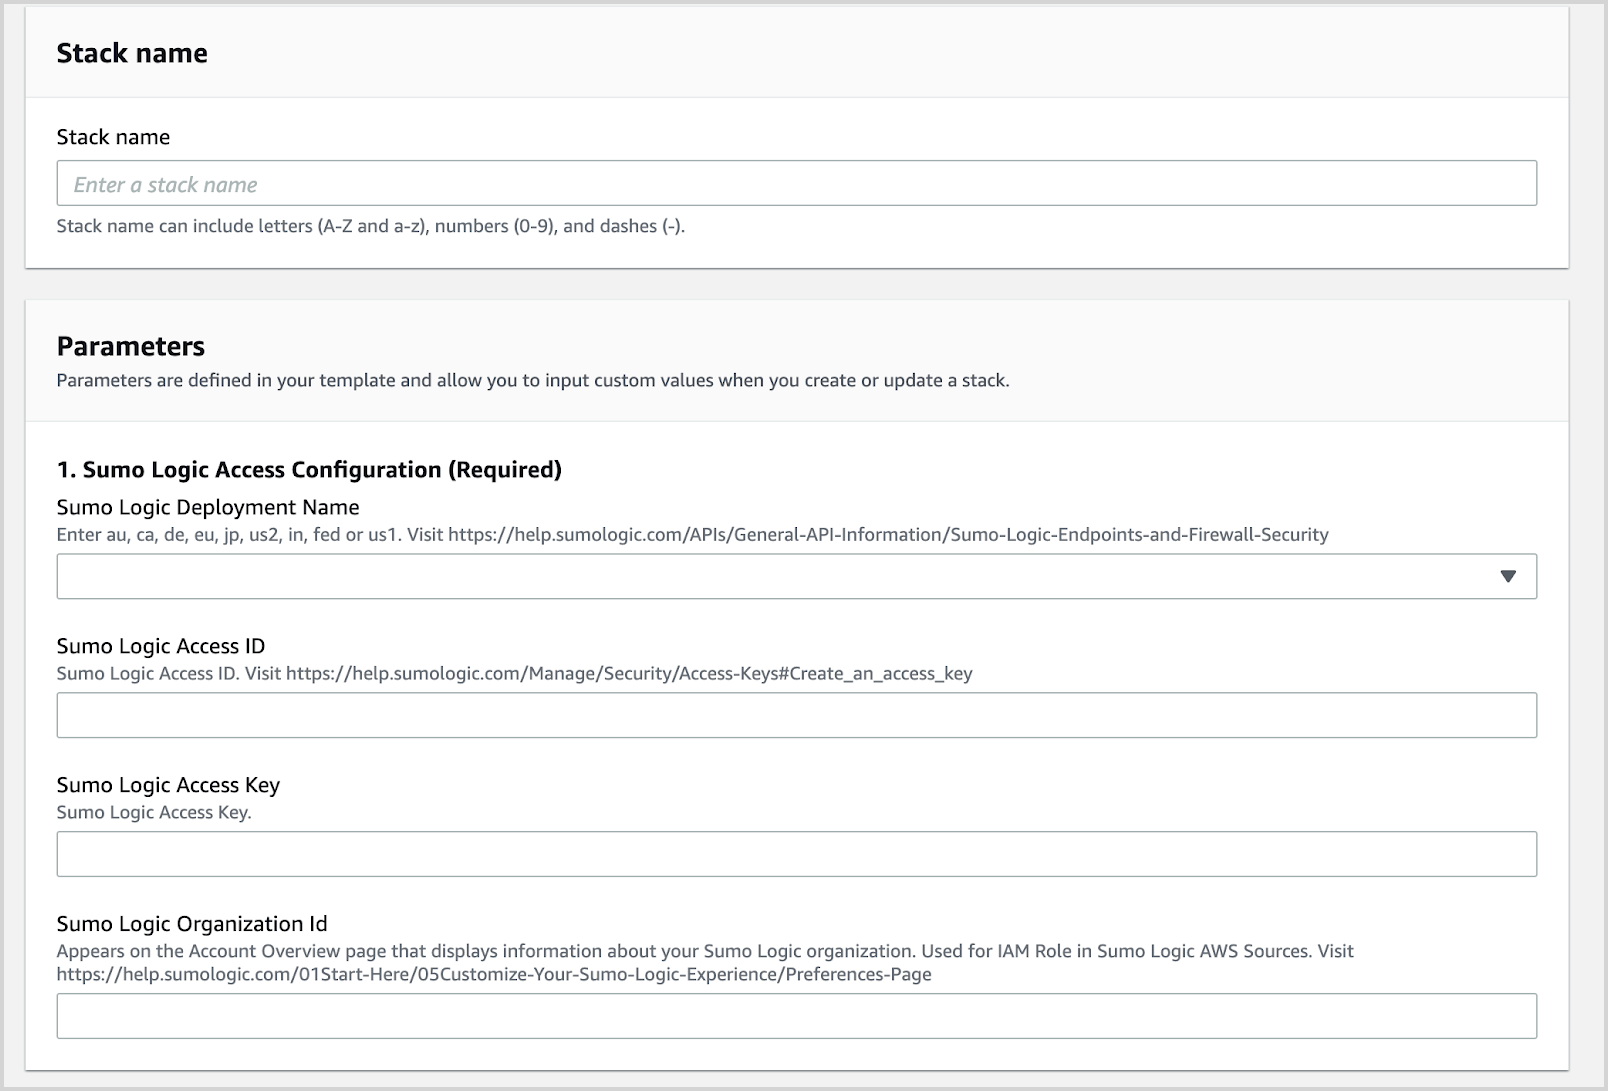 Stack name
Stack name
Enter a stack name
Stack name can include letters (A-Z and a-z), numbers (0-9), and dashes (-).
Parameters
Parameters are defined in your template and allow you to input custom values when you create or update a stack.
1. Sumo Logic Access Configuration (Required)
Sumo Logic Deployment Name
Enter au, ca, de, eu, jp, us2, in, fed or us1. Visit https://help.sumologic.com/APIs/General-API-Information/Sumo-Logic-Endpoints-and-Firewall-Security
Sumo Logic Access ID
Sumo Logic Access ID. Visit https://help.sumologic.com/Manage/Security/Access-Keys#Create_an_access_key
Sumo Logic Access Key
Sumo Logic Access Key.
Sumo Logic Organization Id
Appears on the Account Overview page that displays information about your Sumo Logic organization. Used for IAM Role in Sumo Logic AWS Sources. Visit
https://help.sumologic.com/01Start-Here/05Customize-Your-Sumo-Logic-Experience/Preferences-Page